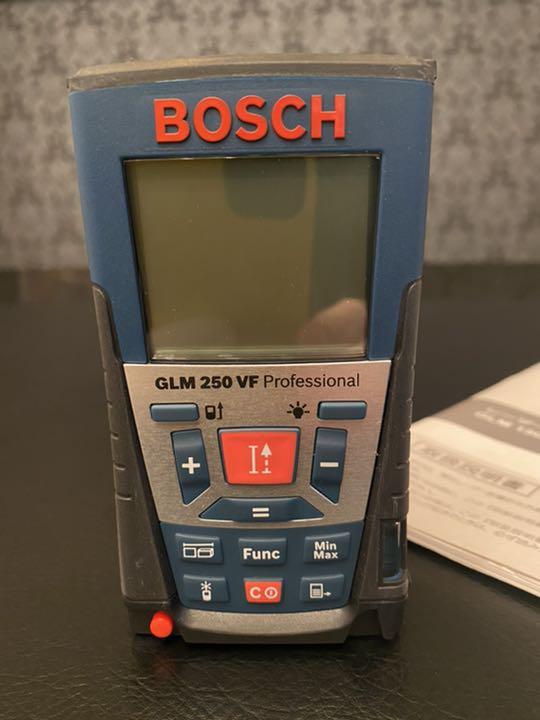 BOSCH
GLM 250 VF Professional
+
−
=
Func
Min
Max
C